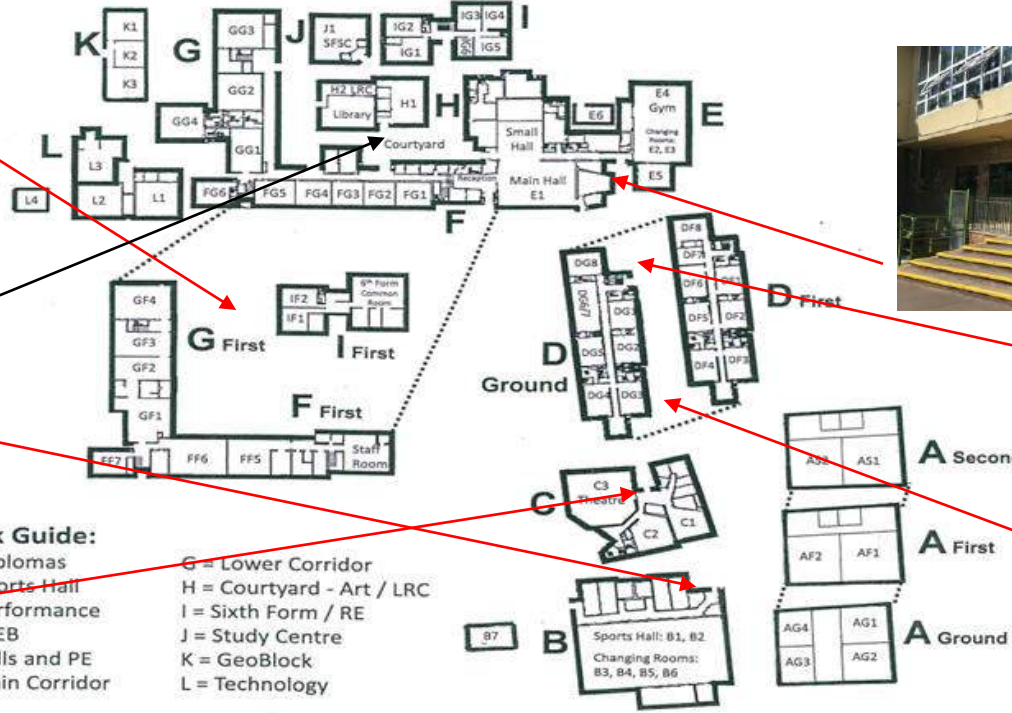 K
K1
K2
K3
G
GG3
GG2
GG4
GG1
J
J1
SFSC
IG2
IG1
IG3
IG4
IG5
I
H2 LRC
Library
H1
H
Courtyard
Small
Hall
Main Hall
E1
Reception
E6
E4
Gym
Changing
Rooms:
E2, E3
E5
E
L
L3
L4
L2
L1
FG6
FG5
FG4
FG3
FG2
FG1
F
GF4
GF3
GF2
GF1
G First
IF2
IF1
6th Form
Common
Room
I First
F First
FF7
FF6
FF5
Staff
Room
DG8
DG6/7
DG1
DG5
DG2
DG4
DG3
D
Ground
DF8
DF7
DF6
DF1
DF5
DF2
DF4
DF3
D First
AS2
AS1
A Secon
AF2
AF1
A First
AG4
AG1
AG3
AG2
A Ground
C
C3
Theatre
C2
C1
B7
B
Sports Hall: B1, B2
Changing Rooms:
B3, B4, B5, B6
k Guide:
plomas
orts Hall
rformance
EB
lls and PE
in Corridor
G = Lower Corridor
H = Courtyard - Art / LRC
I = Sixth Form / RE
J = Study Centre
K = GeoBlock
L = Technology